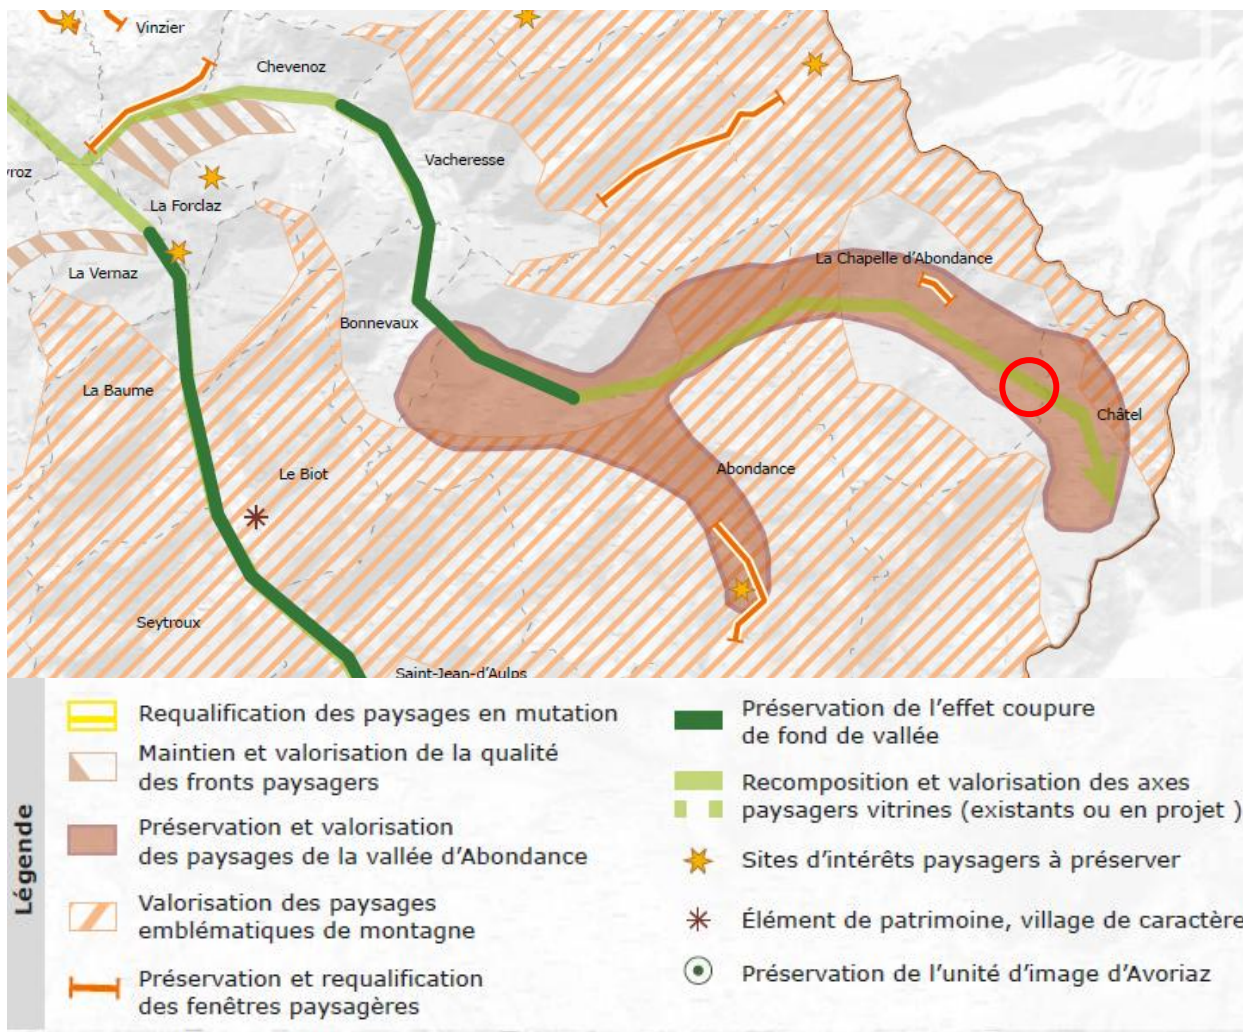 Vinzier
Chevenoz
Vacheresse
yroz
La Forclaz
La Vernaz
La Chapelle d'Abondance
Bonnevaux
La Baume
Châtel
Le Biot
Abondance
Seytroux
Saint-Jean-d'Aulps
Légende
Requalification des paysages en mutation
Maintien et valorisation de la qualité
des fronts paysagers
Préservation et valorisation
des paysages de la vallée d'Abondance
Valorisation des paysages
emblématiques de montagne
Préservation et requalification
des fenêtres paysagères
Préservation de l'effet coupure
de fond de vallée
Recomposition et valorisation des axes
paysagers vitrines (existants ou en projet )
Sites d'intérêts paysagers à préserver
Élément de patrimoine, village de caractère
Préservation de l'unité d'image d'Avoriaz